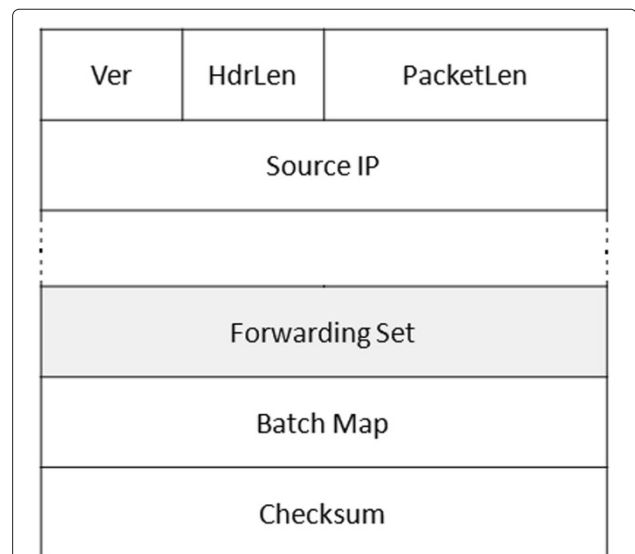 Ver HdrLen PacketLen
Source IP
Forwarding Set
Batch Map
Checksum